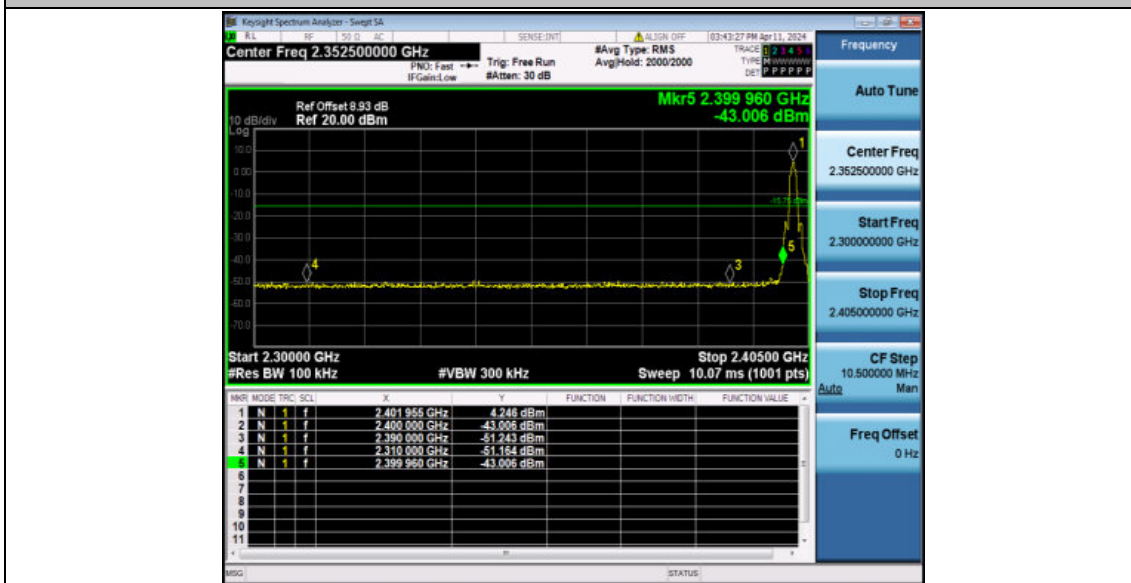 Keysight Spectrum Analyzer - Swept SA
RL RF 50 Ω AC SENSE:INT ALIGN OFF 03:43:27 PM Apr 11, 2024
Center Freq 2.352500000 GHz
PNO: Fast
IFGain:Low
Trig: Free Run
#Atten: 30 dB
#Avg Type: RMS
Avg|Hold: 2000/2000
TRACE 1 2 3 4 5 6
TYPE M W W W W W
DET P P P P P P
Frequency
Auto Tune
Center Freq
2.352500000 GHz
Start Freq
2.300000000 GHz
Stop Freq
2.405000000 GHz
CF Step
10.500000 MHz
Auto Man
Freq Offset
0 Hz
Mkr5 2.399 960 GHz
-43.006 dBm
Ref Offset 8.93 dB
10 dB/div Ref 20.00 dBm
Log
10.0
0.00
-10.0
-20.0
-30.0
-40.0
-50.0
-60.0
-70.0
-15.75 dBm
1
5
4
3
Start 2.30000 GHz Stop 2.40500 GHz
#Res BW 100 kHz #VBW 300 kHz Sweep 10.07 ms (1001 pts)
MKR MODE TRC SCL X Y FUNCTION FUNCTION WIDTH FUNCTION VALUE
1 N 1 f 2.401 955 GHz 4.246 dBm
2 N 1 f 2.400 000 GHz -43.006 dBm
3 N 1 f 2.390 000 GHz -51.243 dBm
4 N 1 f 2.310 000 GHz -51.164 dBm
5 N 1 f 2.399 960 GHz -43.006 dBm
6
7
8
9
10
11
MSG STATUS